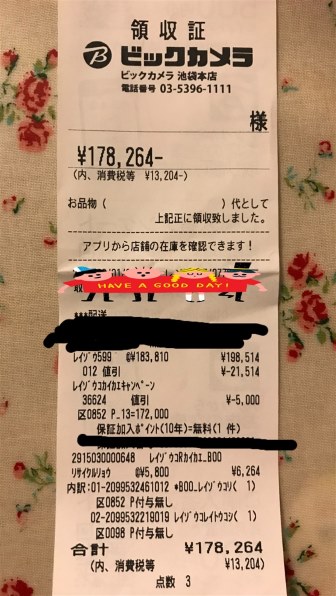 領収証
B ビックカメラ
ビックカメラ 池袋本店
電話番号 03-5396-1111
様
¥178,264-
(内、消費税等 ¥13,204-)
お品物 ( )代として
上記正に領収致しました。
アプリから店舗の在庫を確認できます!
HAVE A GOOD DAY!
取
***配送
レイゾウ599 @¥183,810 ¥198,514
012 値引 ¥-21,514
レイゾウコカイカエキャンペーン
36624 値引 ¥-5,000
区0852 P_13=172,000
保証加入ポイント(10年)=無料(1 件)
2915030000648 レイゾウコRカイカエ_BOO
リサイクルリョウ @¥5,800 ¥6,264
内訳:01-2099532461012 *BOO_レイゾウコリ( 1)
区0852 P付与無し
02-2099532219019 レイゾウコレイトウコシ( 1)
区0098 P付与無し
合計 ¥178,264
(内、消費税等 ¥13,204)
点数 3